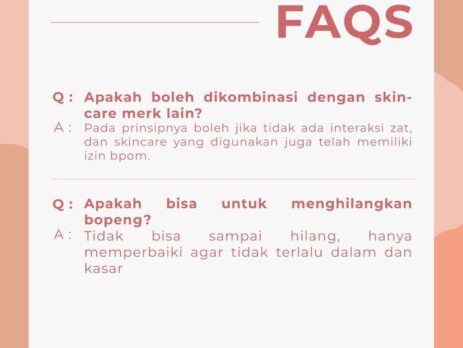 FAQS
Q : Apakah boleh dikombinasi dengan skin-
care merk lain?
A : Pada prinsipnya boleh jika tidak ada interaksi zat,
dan skincare yang digunakan juga telah memiliki
izin bpom.
Q : Apakah bisa untuk menghilangkan
bopeng?
A : Tidak bisa sampai hilang, hanya
memperbaiki agar tidak terlalu dalam dan
kasar